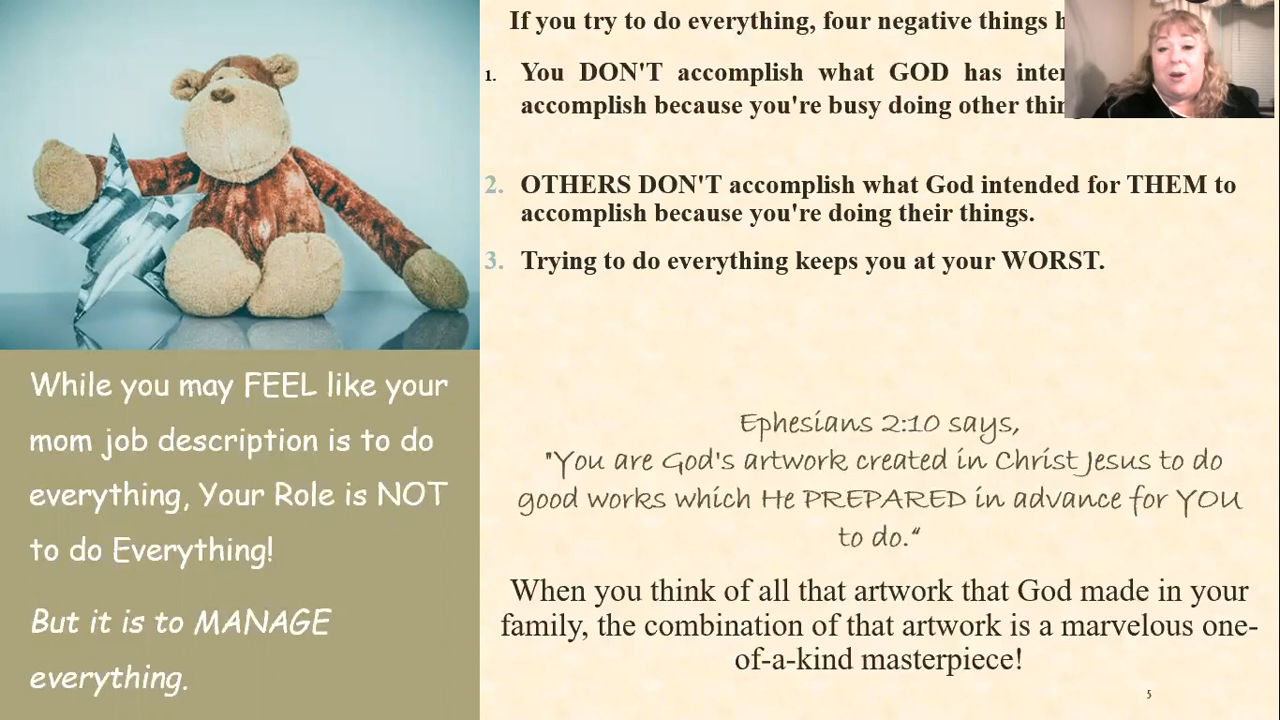 If you try to do everything, four negative things
1. You DON'T accomplish what GOD has
accomplish because you're busy doing other
2. OTHERS DON'T accomplish what God intended for THEM to
accomplish because you're doing their things.
3. Trying to do everything keeps you at your WORST.
While you may FEEL like your
mom job description is to do
everything, Your Role is NOT
to do Everything!
But it is to MANAGE
everything.
Ephesians 2:10 says,
"You are God's artwork created in Christ Jesus to do
good works which He PREPARED in advance for YOU
to do.“
When you think of all that artwork that God made in your
family, the combination of that artwork is a marvelous one-
of-a-kind masterpiece!
5